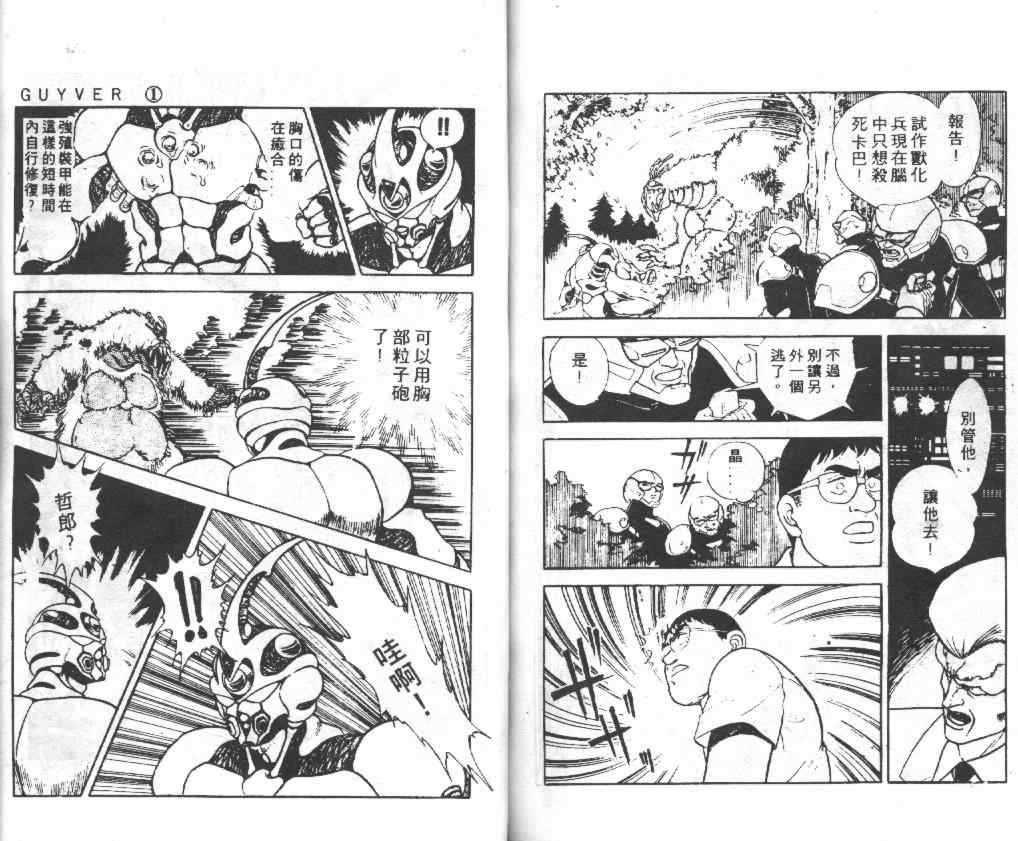 報告！
試作獸化
兵現在腦
中只想殺
死卡巴！
別管他，
讓他去！
不過，
別讓另
外一個
逃了。
是！
晶……
GUYVER ①
!!
胸口的傷
在癒合……
強殖裝甲能在
這樣的短時間
內自行修復？
可以用胸
部粒子砲
了！
哲郎？
!!
哇啊！